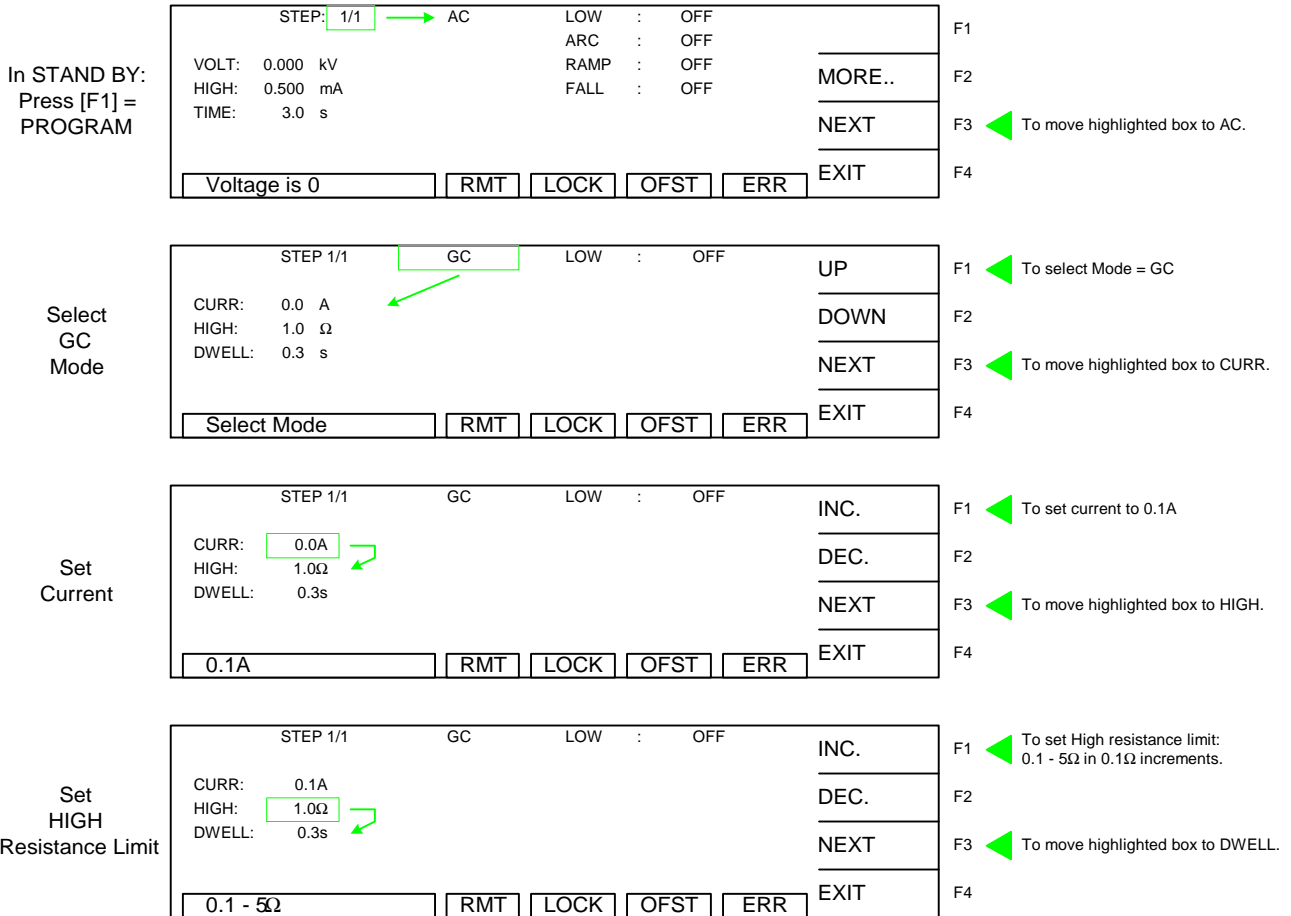 In STAND BY:
Press [F1] =
PROGRAM
STEP: 1/1 AC LOW : OFF
ARC : OFF
VOLT: 0.000 kV RAMP : OFF
HIGH: 0.500 mA FALL : OFF
TIME: 3.0 s
Voltage is 0 RMT LOCK OFST ERR
F1
MORE.. F2
NEXT F3 To move highlighted box to AC.
EXIT F4
Select
GC
Mode
STEP 1/1 GC LOW : OFF
CURR: 0.0 A
HIGH: 1.0 Ω
DWELL: 0.3 s
Select Mode RMT LOCK OFST ERR
UP F1 To select Mode = GC
DOWN F2
NEXT F3 To move highlighted box to CURR.
EXIT F4
Set
Current
STEP 1/1 GC LOW : OFF
CURR: 0.0A
HIGH: 1.0Ω
DWELL: 0.3s
0.1A RMT LOCK OFST ERR
INC. F1 To set current to 0.1A
DEC. F2
NEXT F3 To move highlighted box to HIGH.
EXIT F4
Set
HIGH
Resistance Limit
STEP 1/1 GC LOW : OFF
CURR: 0.1A
HIGH: 1.0Ω
DWELL: 0.3s
0.1 - 5Ω RMT LOCK OFST ERR
INC. F1 To set High resistance limit:
0.1 - 5Ω in 0.1Ω increments.
DEC. F2
NEXT F3 To move highlighted box to DWELL.
EXIT F4